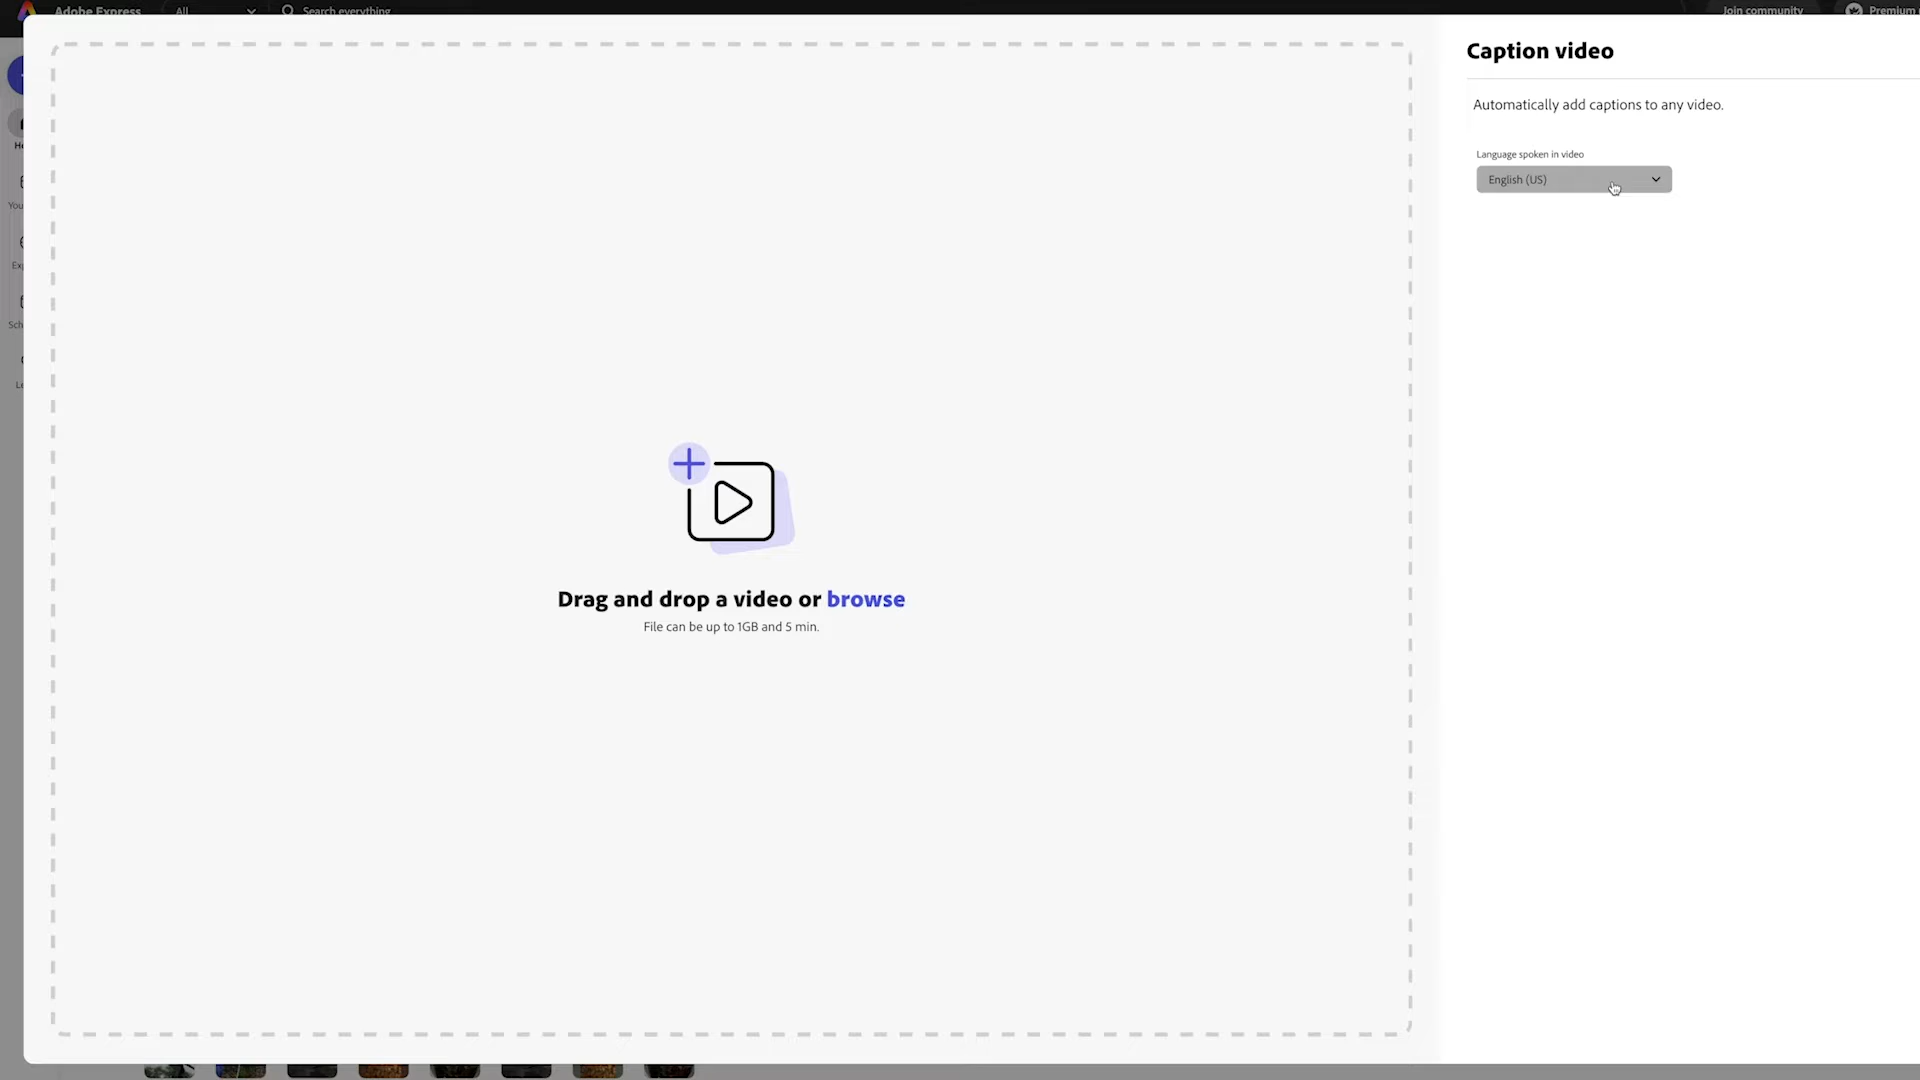 Adobe Express
All
Search everything
Join community
Premium
Caption video
Automatically add captions to any video.
Language spoken in video
English (US)
Drag and drop a video or browse
File can be up to 1GB and 5 min.